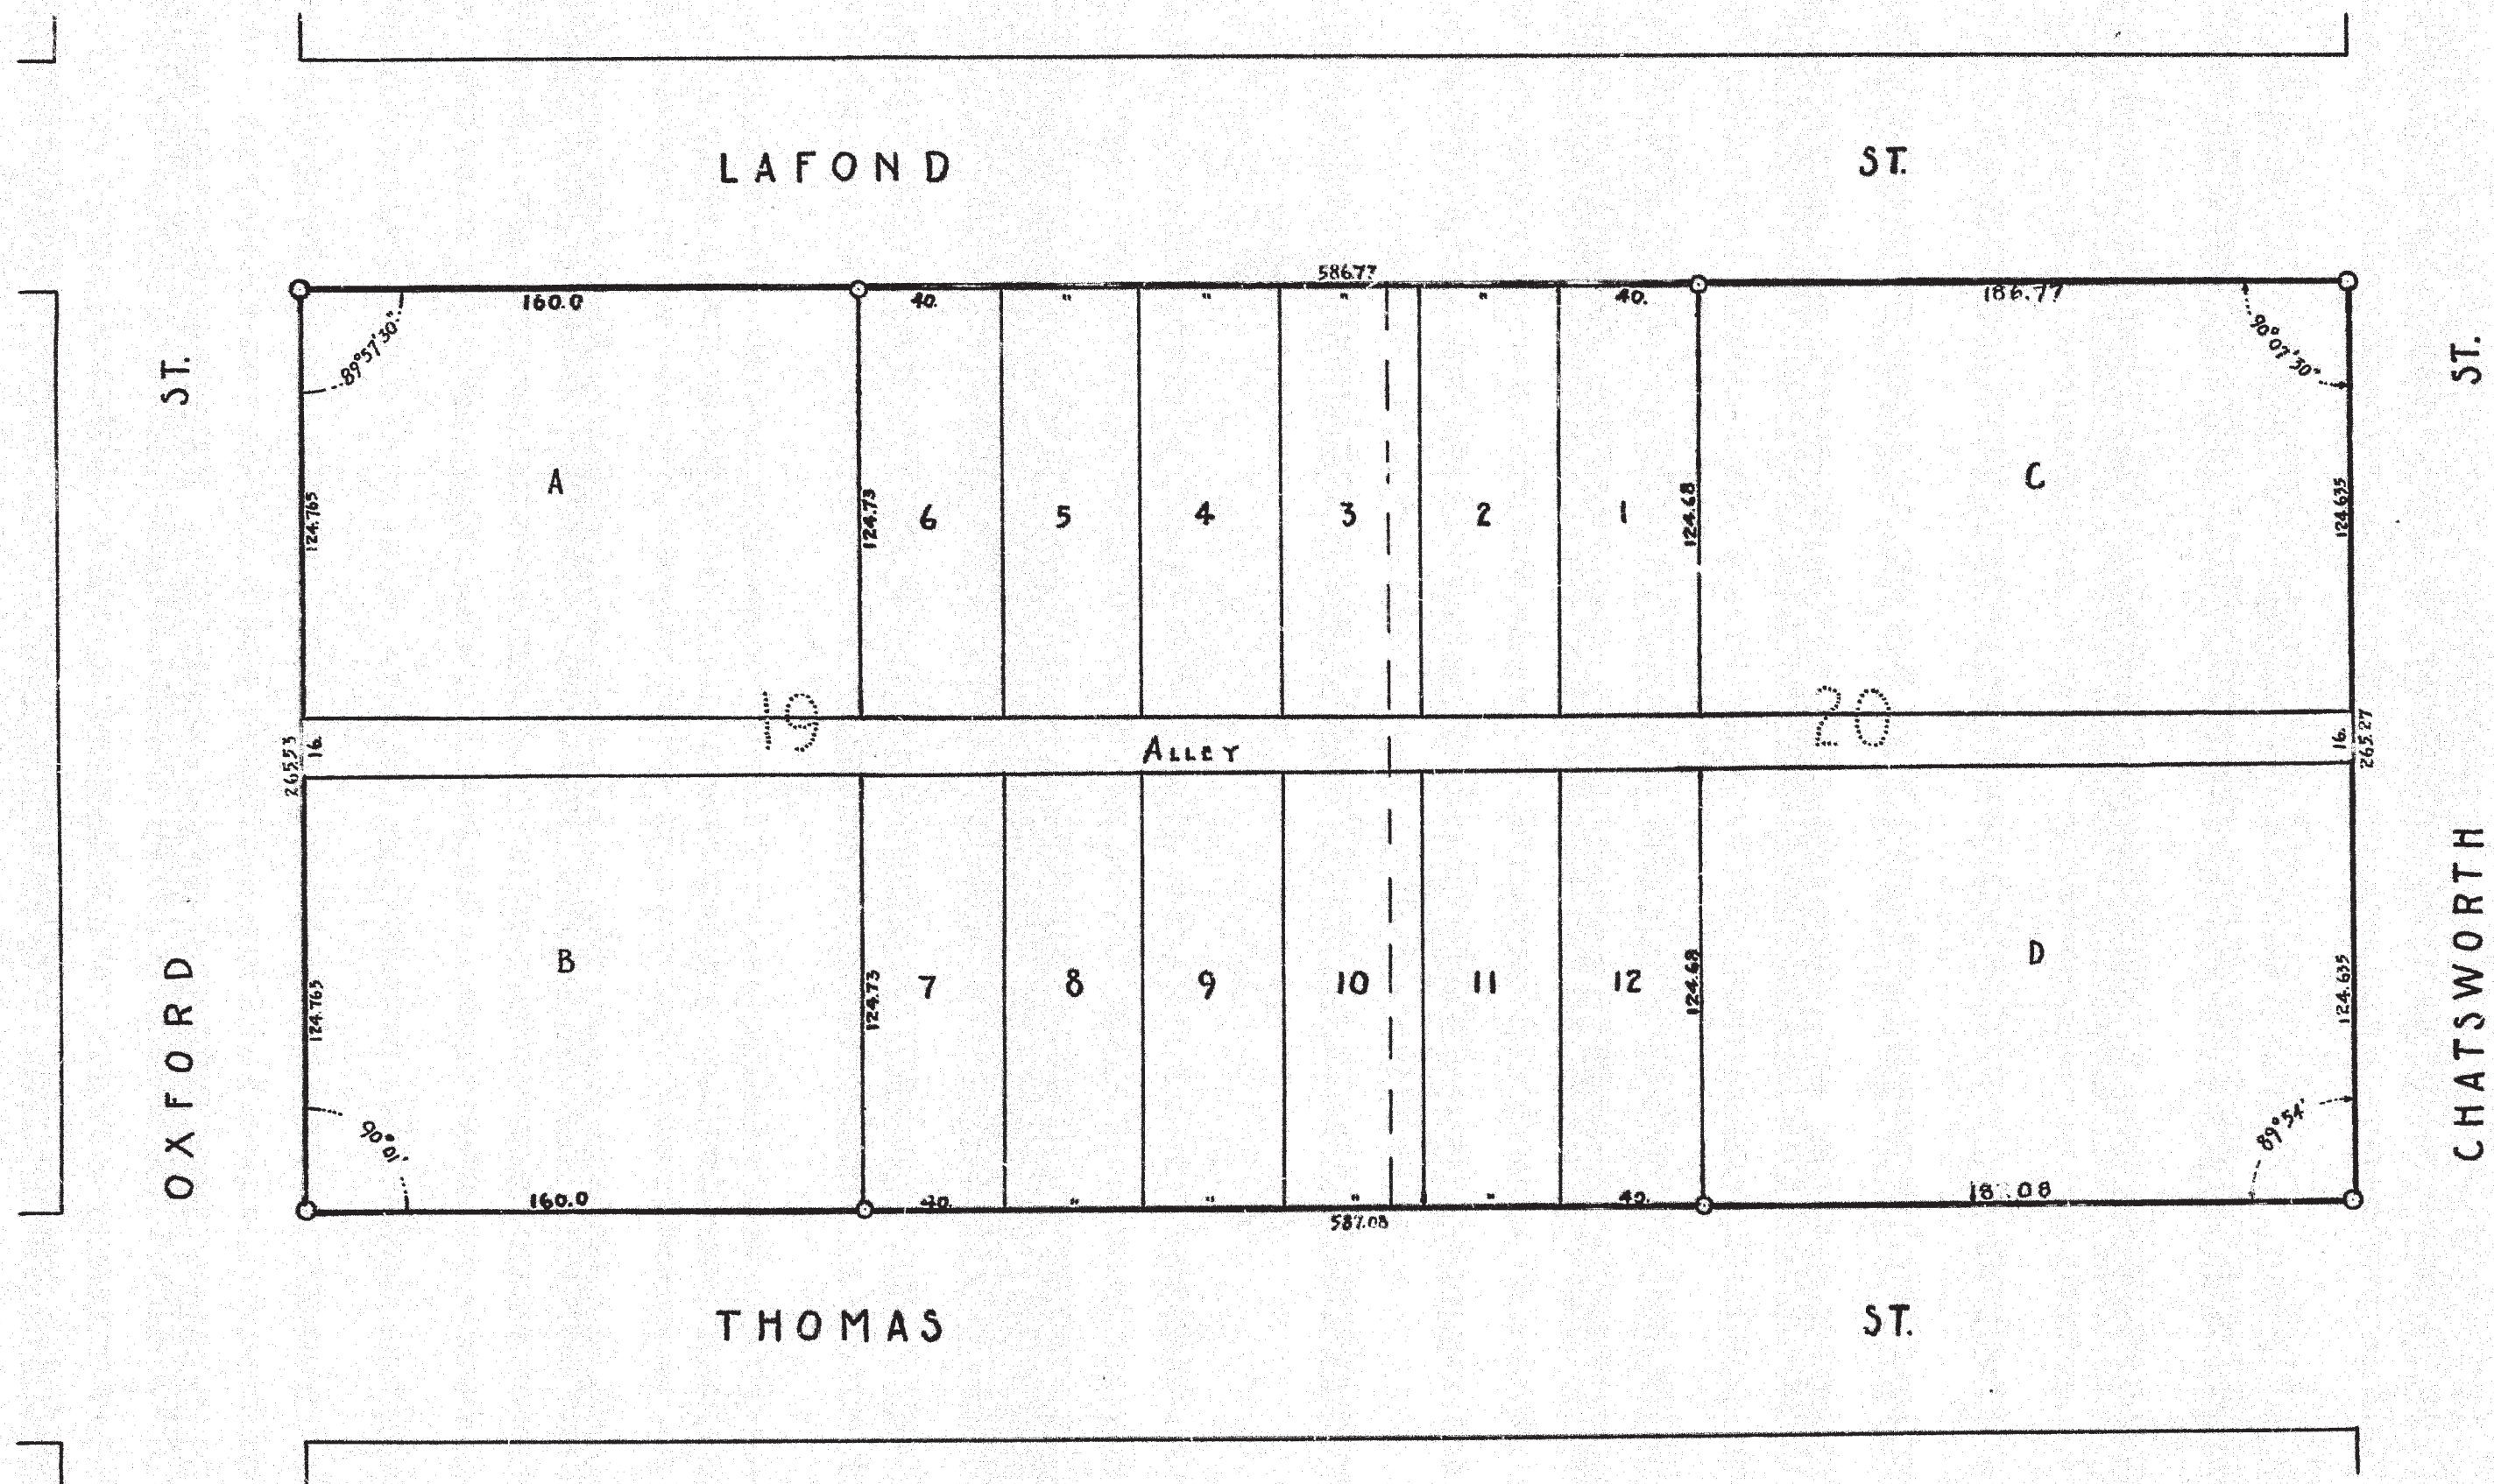 LAFOND ST.
586.77
160.0 40. " " " " 40. 186.77
89°57'30" 90°07'30"
OXFORD ST.
CHATSWORTH ST.
A 6 5 4 3 2 1 C
124.765 124.73 124.68 124.635
19 20
265.53 16. ALLEY 16. 265.27
B 7 8 9 10 11 12 D
124.765 124.73 124.68 124.635
90°01' 89°54'
160.0 40. " " " " 40.
587.08
THOMAS ST.